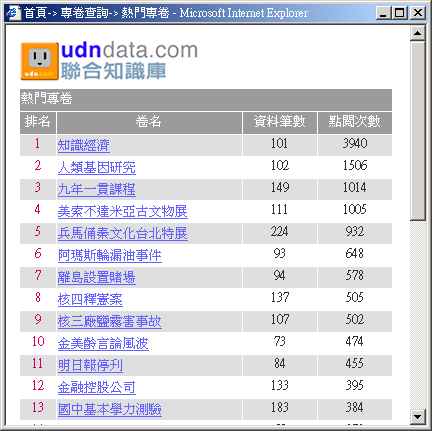 首頁-> 專卷查詢-> 熱門專卷 - Microsoft Internet Explorer
udndata.com
聯合知識庫
熱門專卷
排名 卷名 資料筆數 點閱次數
1 知識經濟 101 3940
2 人類基因研究 102 1506
3 九年一貫課程 149 1014
4 美索不達米亞古文物展 111 1005
5 兵馬俑秦文化台北特展 224 932
6 阿瑪斯輪漏油事件 93 648
7 離島設置賭場 94 578
8 核四釋憲案 137 505
9 核三廠鹽霧害事故 107 502
10 金美齡言論風波 73 474
11 明日報停刊 84 455
12 金融控股公司 133 395
13 國中基本學力測驗 183 384